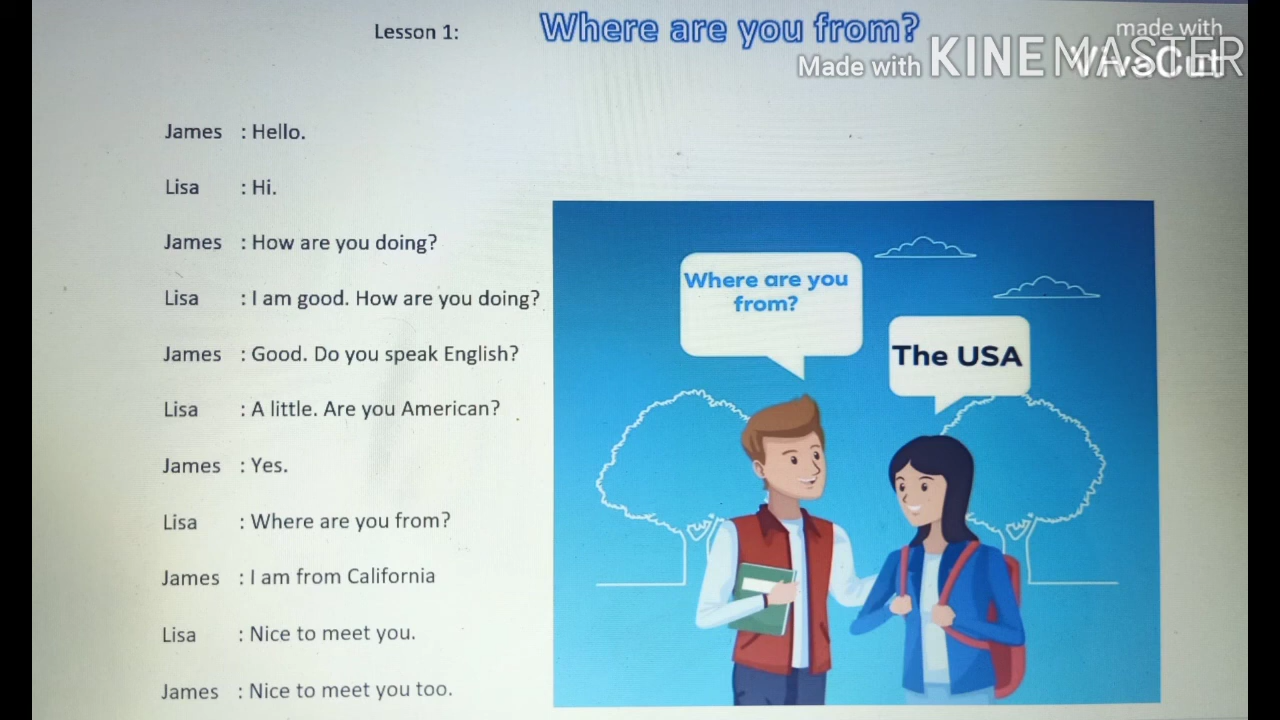 Lesson 1:
Where are you from?
made with
VivaCut
Made with KINEMASTER
James : Hello.
Lisa : Hi.
James : How are you doing?
Lisa : I am good. How are you doing?
James : Good. Do you speak English?
Lisa : A little. Are you American?
James : Yes.
Lisa : Where are you from?
James : I am from California
Lisa : Nice to meet you.
James : Nice to meet you too.
Where are you
from?
The USA